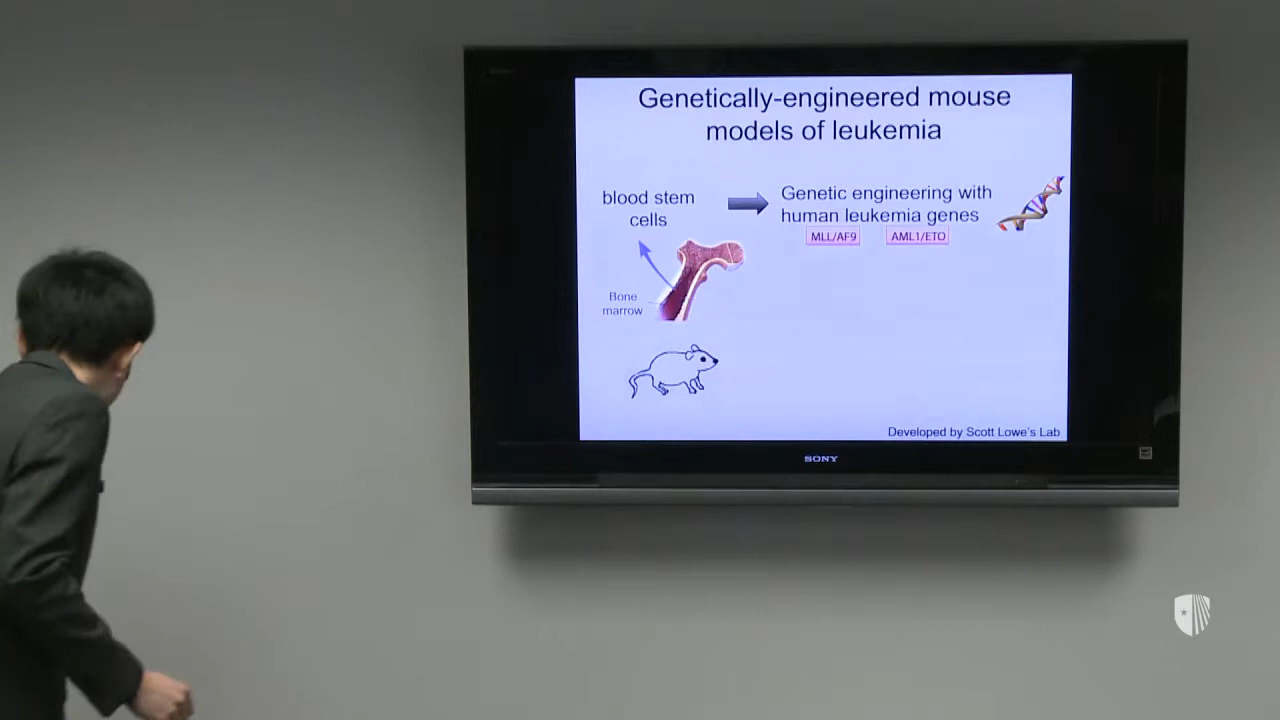 Genetically-engineered mouse
models of leukemia
blood stem
cells
Genetic engineering with
human leukemia genes
MLL/AF9
AML1/ETO
Bone
marrow
Developed by Scott Lowe's Lab
SONY